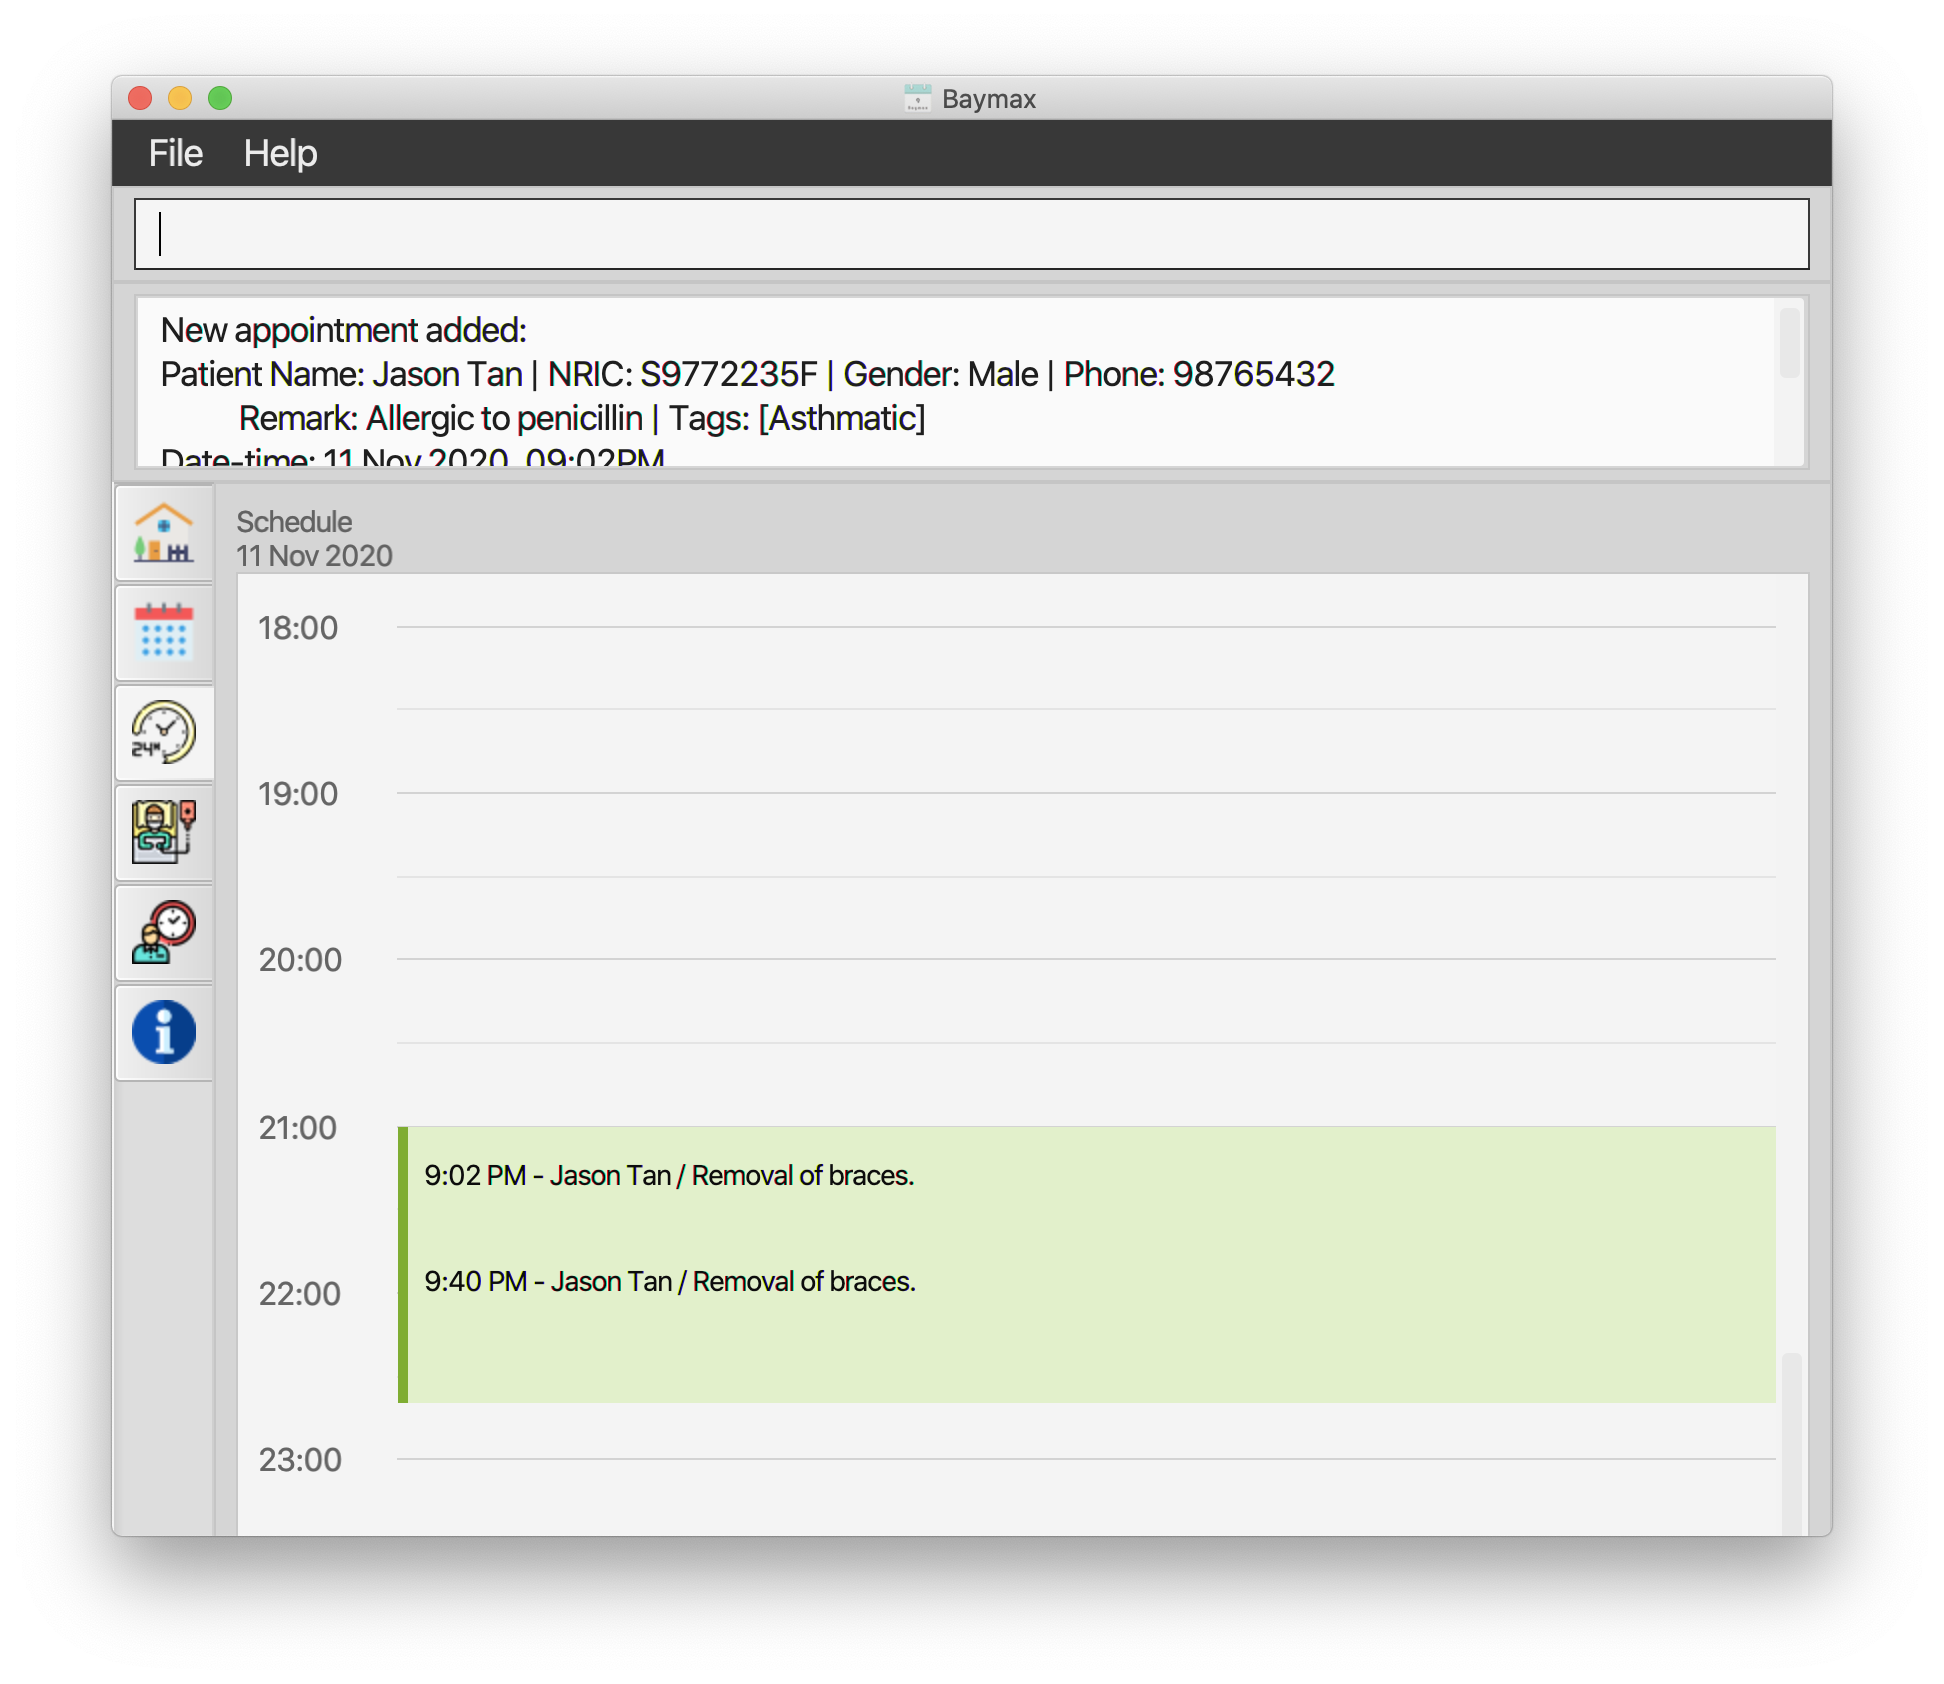 Baymax
File Help
New appointment added:
Patient Name: Jason Tan | NRIC: S9772235F | Gender: Male | Phone: 98765432
Remark: Allergic to penicillin | Tags: [Asthmatic]
Date-time: 11 Nov 2020, 09:02PM
Schedule
11 Nov 2020
18:00
19:00
20:00
21:00
9:02 PM - Jason Tan / Removal of braces.
9:40 PM - Jason Tan / Removal of braces.
22:00
23:00
24H